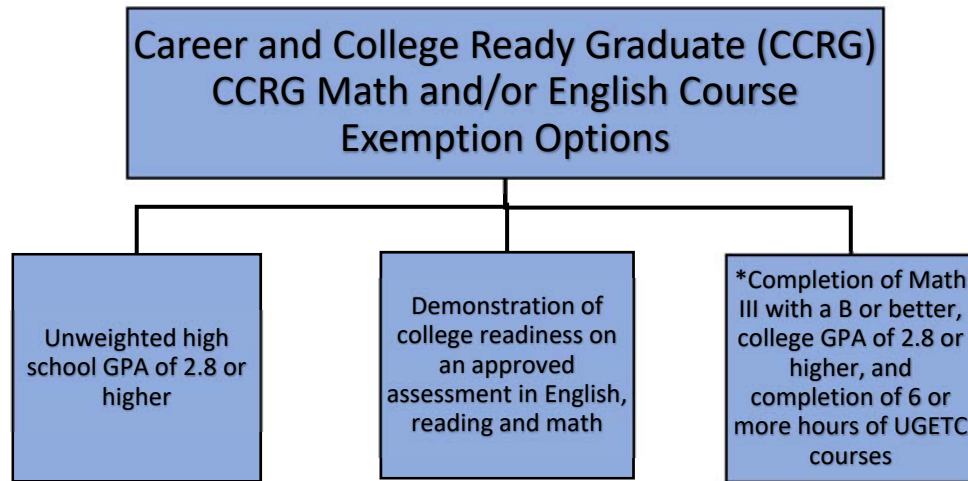 Career and College Ready Graduate (CCRG)
CCRG Math and/or English Course
Exemption Options
Unweighted high
school GPA of 2.8 or
higher
Demonstration of
college readiness on
an approved
assessment in English,
reading and math
*Completion of Math
III with a B or better,
college GPA of 2.8 or
higher, and
completion of 6 or
more hours of UGETC
courses